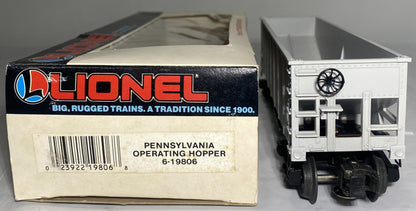 LIONEL
BIG, RUGGED TRAINS. A TRADITION SINCE 1900.
PENNSYLVANIA
OPERATING HOPPER
6-19806
0 23922 19806 8